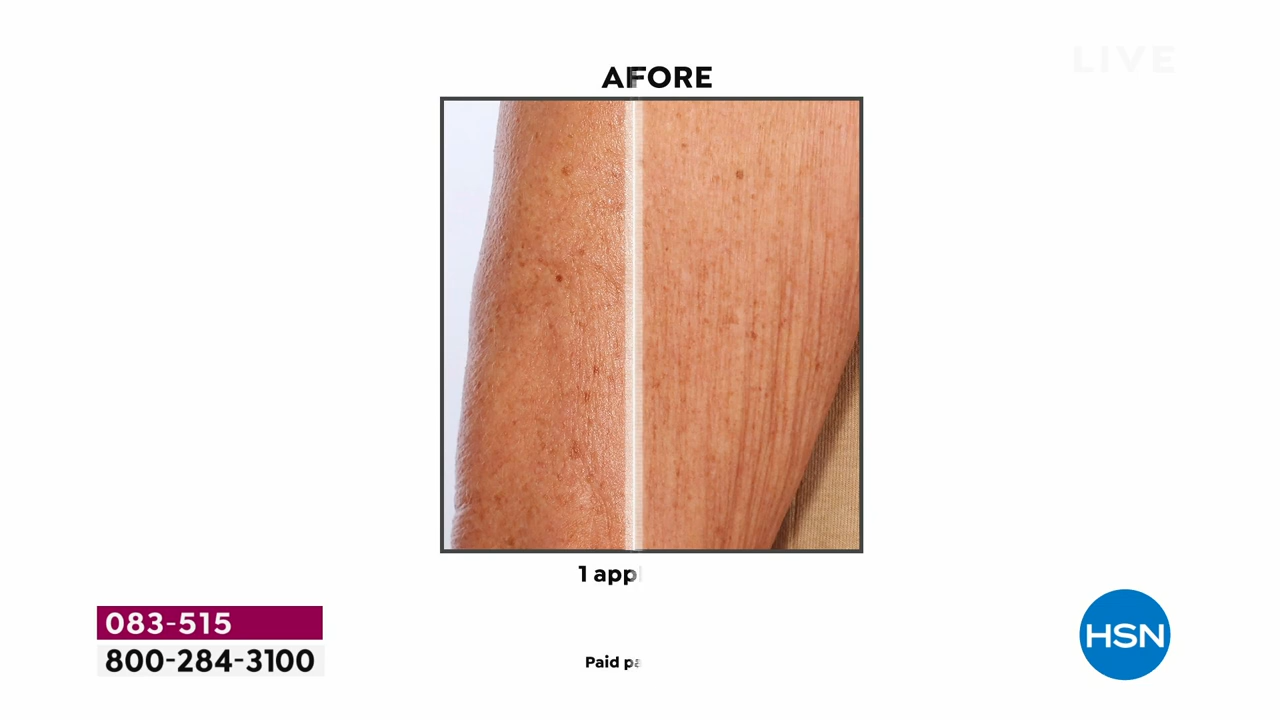 LIVE
AFORE
1 app
Paid pa
083-515
800-284-3100
HSN